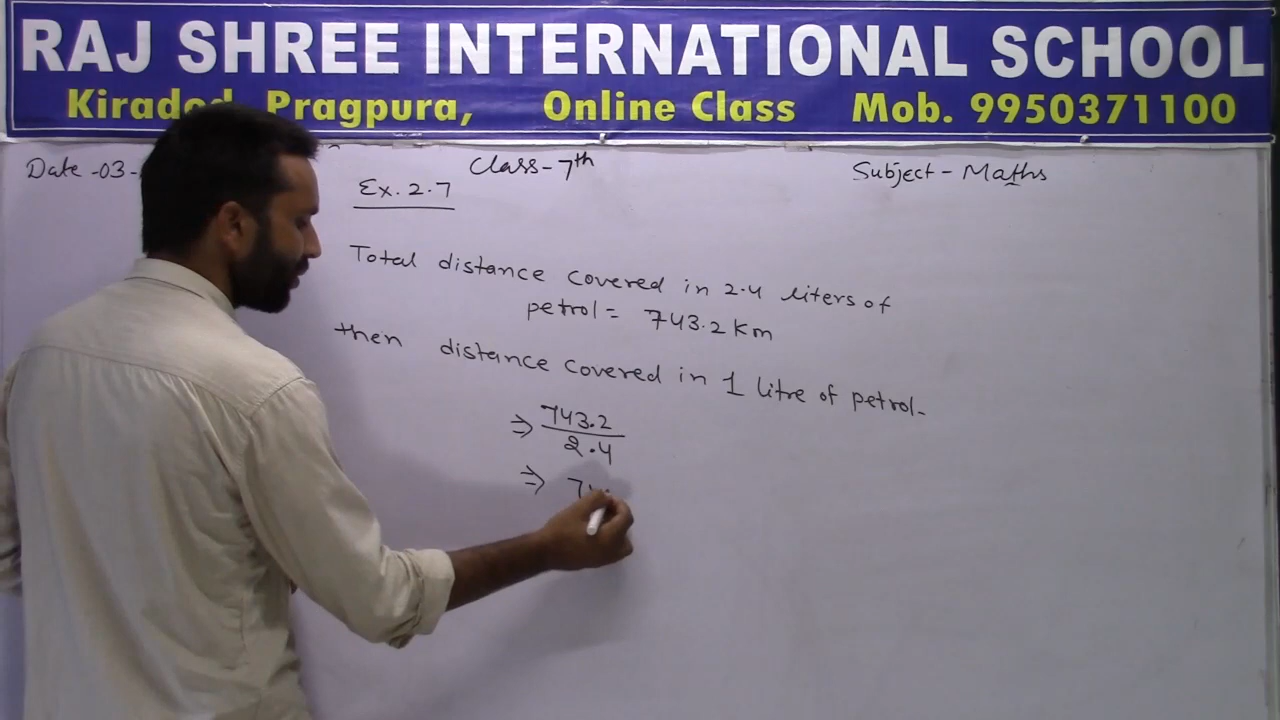 RAJ SHREE INTERNATIONAL SCHOOL
Kiraded, Pragpura, Online Class Mob. 9950371100
Date -03- Class-7th Subject - Maths
Ex. 2.7
Total distance covered in 2.4 liters of
petrol = 743.2 Km
then distance covered in 1 litre of petrol-
⇒ 743.2
2.4
⇒ 74